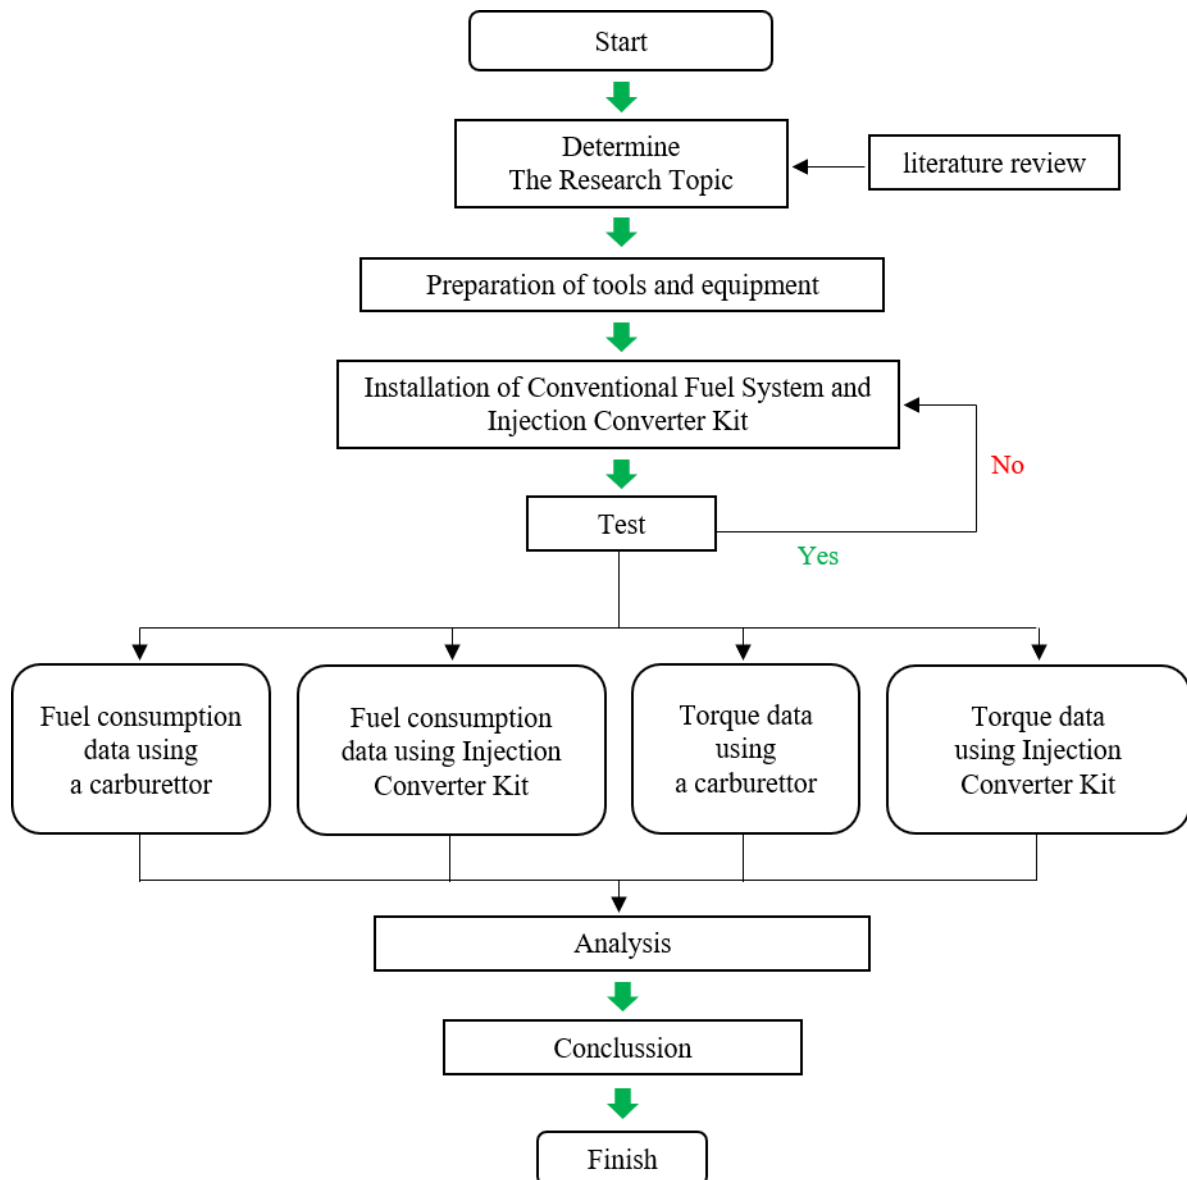 Start
Determine
The Research Topic
literature review
Preparation of tools and equipment
Installation of Conventional Fuel System and
Injection Converter Kit
No
Test
Yes
Fuel consumption
data using
a carburettor
Fuel consumption
data using Injection
Converter Kit
Torque data
using
a carburettor
Torque data
using Injection
Converter Kit
Analysis
Conclussion
Finish